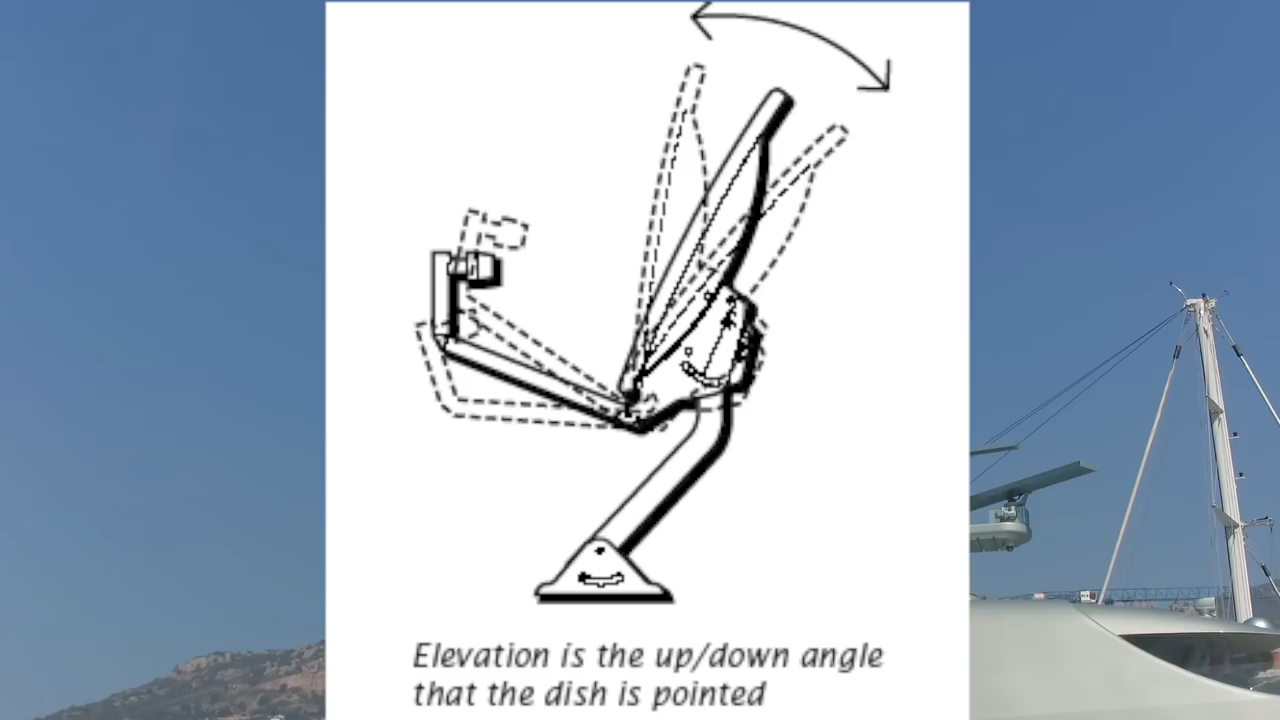 Elevation is the up/down angle
that the dish is pointed